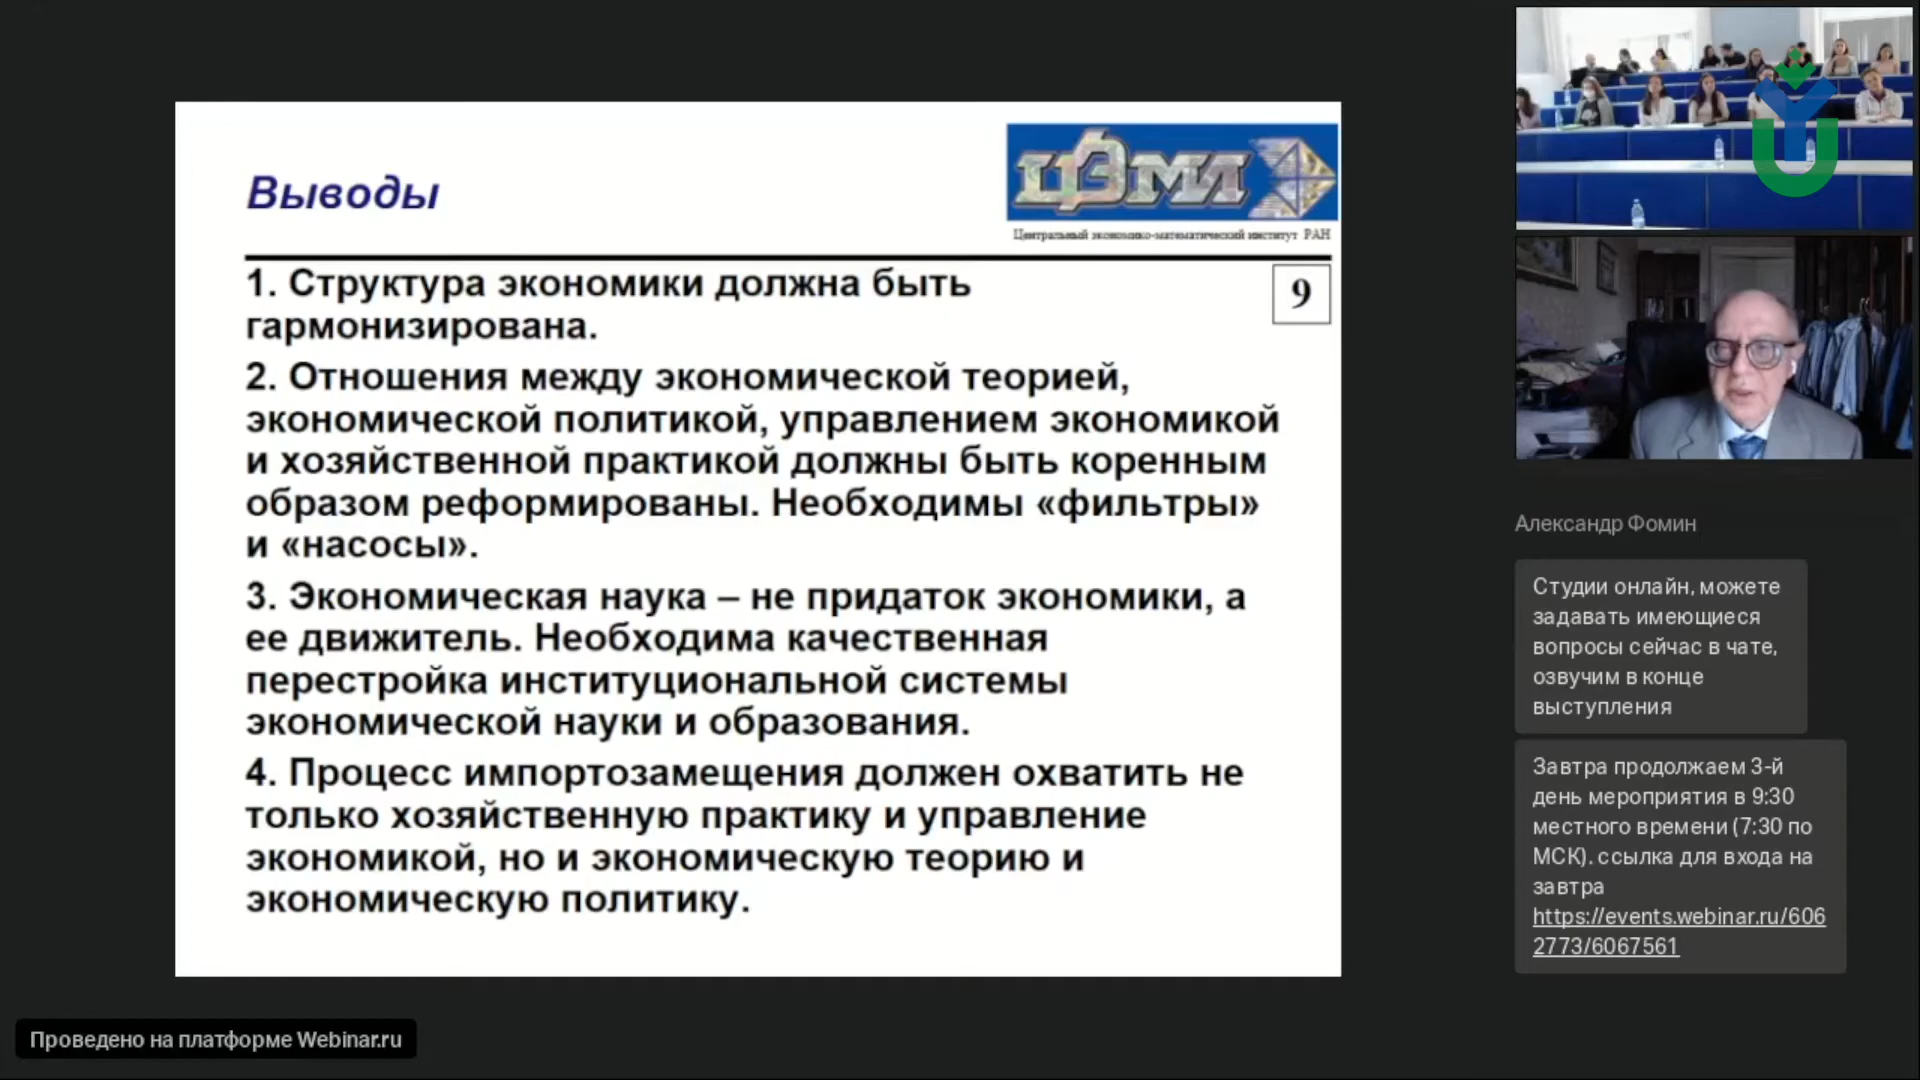 Выводы
ЦЭМИ
Центральный экономико-математический институт РАН
9
1. Структура экономики должна быть
гармонизирована.
2. Отношения между экономической теорией,
экономической политикой, управлением экономикой
и хозяйственной практикой должны быть коренным
образом реформированы. Необходимы «фильтры»
и «насосы».
3. Экономическая наука – не придаток экономики, а
ее движитель. Необходима качественная
перестройка институциональной системы
экономической науки и образования.
4. Процесс импортозамещения должен охватить не
только хозяйственную практику и управление
экономикой, но и экономическую теорию и
экономическую политику.
Александр Фомин
Студии онлайн, можете
задавать имеющиеся
вопросы сейчас в чате,
озвучим в конце
выступления
Завтра продолжаем 3-й
день мероприятия в 9:30
местного времени (7:30 по
МСК). ссылка для входа на
завтра
https://events.webinar.ru/606
2773/6067561
Проведено на платформе Webinar.ru